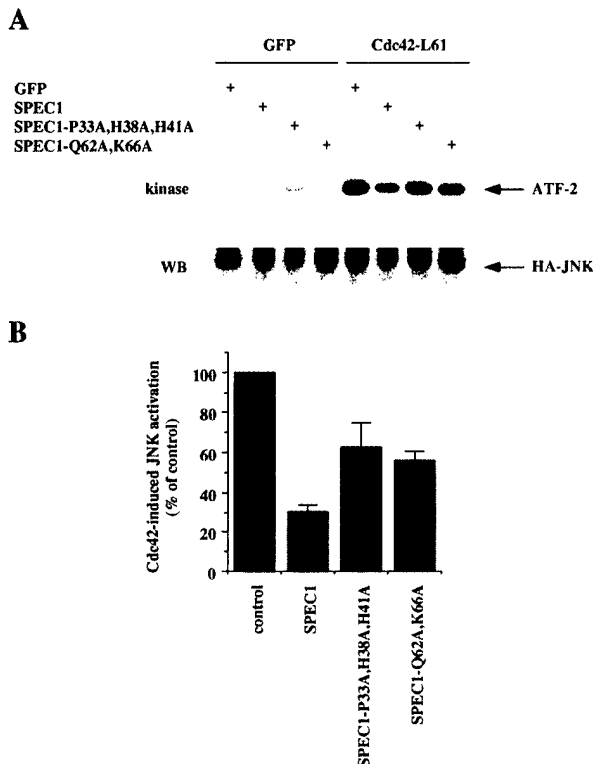 A
GFP Cdc42-L61
GFP + +
SPEC1 + +
SPEC1-P33A,H38A,H41A + +
SPEC1-Q62A,K66A + +
kinase ATF-2
WB HA-JNK
B
Cdc42-induced JNK activation
(% of control)
100
80
60
40
20
0
control
SPEC1
SPEC1-P33A,H38A,H41A
SPEC1-Q62A,K66A